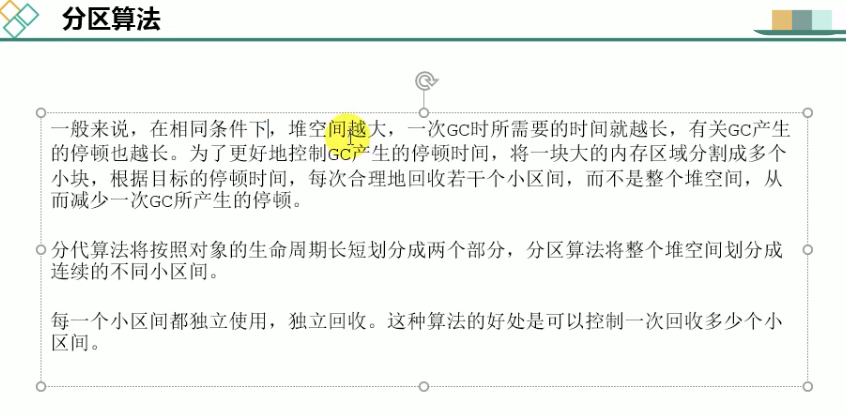 分区算法
一般来说，在相同条件下，堆空间越大，一次GC时所需要的时间就越长，有关GC产生
的停顿也越长。为了更好地控制GC产生的停顿时间，将一块大的内存区域分割成多个
小块，根据目标的停顿时间，每次合理地回收若干个小区间，而不是整个堆空间，从
而减少一次GC所产生的停顿。
分代算法将按照对象的生命周期长短划分成两个部分，分区算法将整个堆空间划分成
连续的不同小区间。
每一个小区间都独立使用，独立回收。这种算法的好处是可以控制一次回收多少个小
区间。